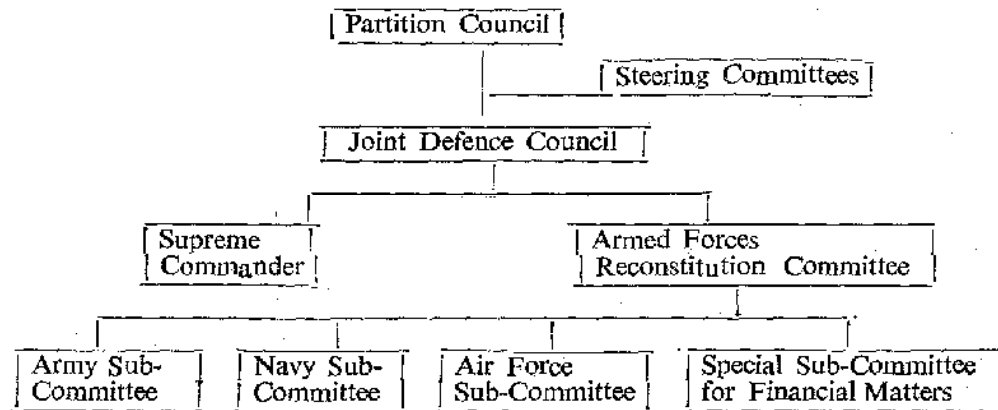 Partition Council
Steering Committees
Joint Defence Council
Supreme
Commander
Armed Forces
Reconstitution Committee
Army Sub-
Committee
Navy Sub-
Committee
Air Force
Sub-Committee
Special Sub-Committee
for Financial Matters